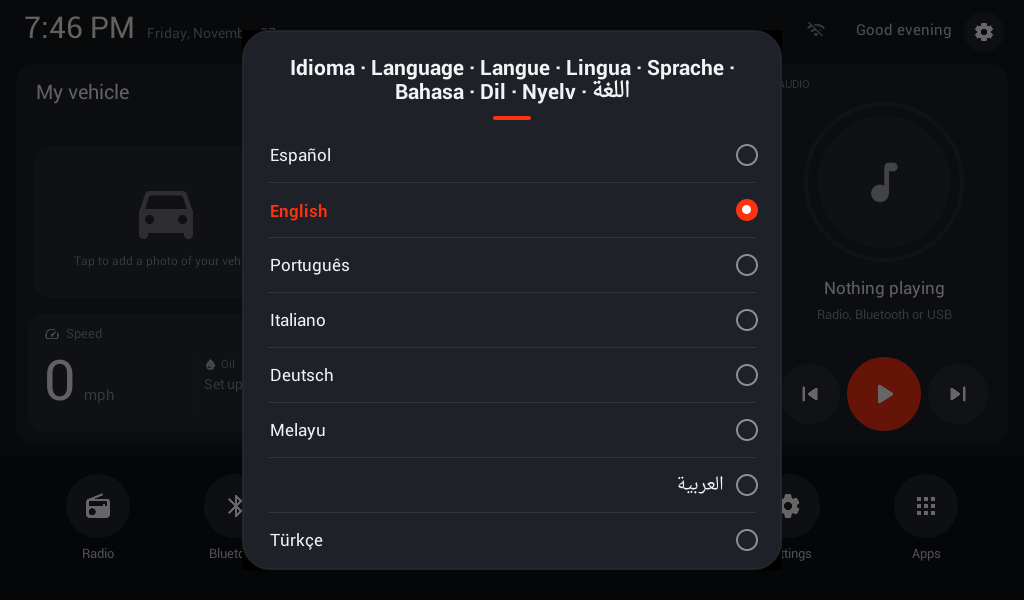 7:46 PM
Friday, Novemb
Good evening
My vehicle
Tap to add a photo of your veh
Speed
0 mph
Oil
Set up
Idioma · Language · Langue · Lingua · Sprache ·
Bahasa · Dil · Nyelv · اللغة
Español
English
Português
Italiano
Deutsch
Melayu
العربية
Türkçe
AUDIO
Nothing playing
Radio, Bluetooth or USB
Radio
Blueto
ttings
Apps